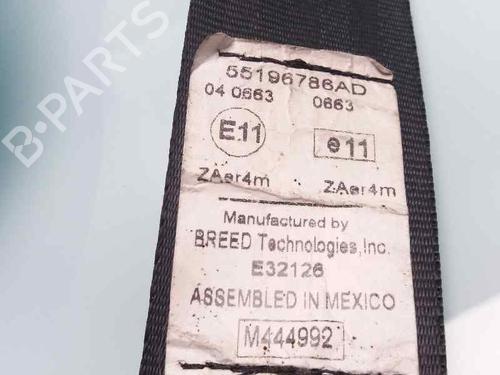 55196786AD
04 0663 0663
E11 e11
ZAer4m ZAer4m
Manufactured by
BREED Technologies,Inc.
E32126
ASSEMBLED IN MEXICO
M444992
B-PARTS